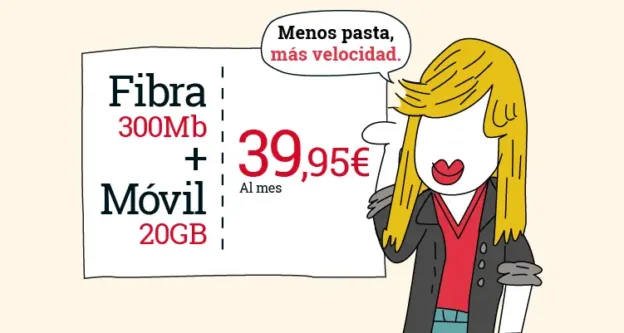 Menos pasta,
más velocidad.
Fibra
300Mb
+
Móvil
20GB
39,95€
Al mes